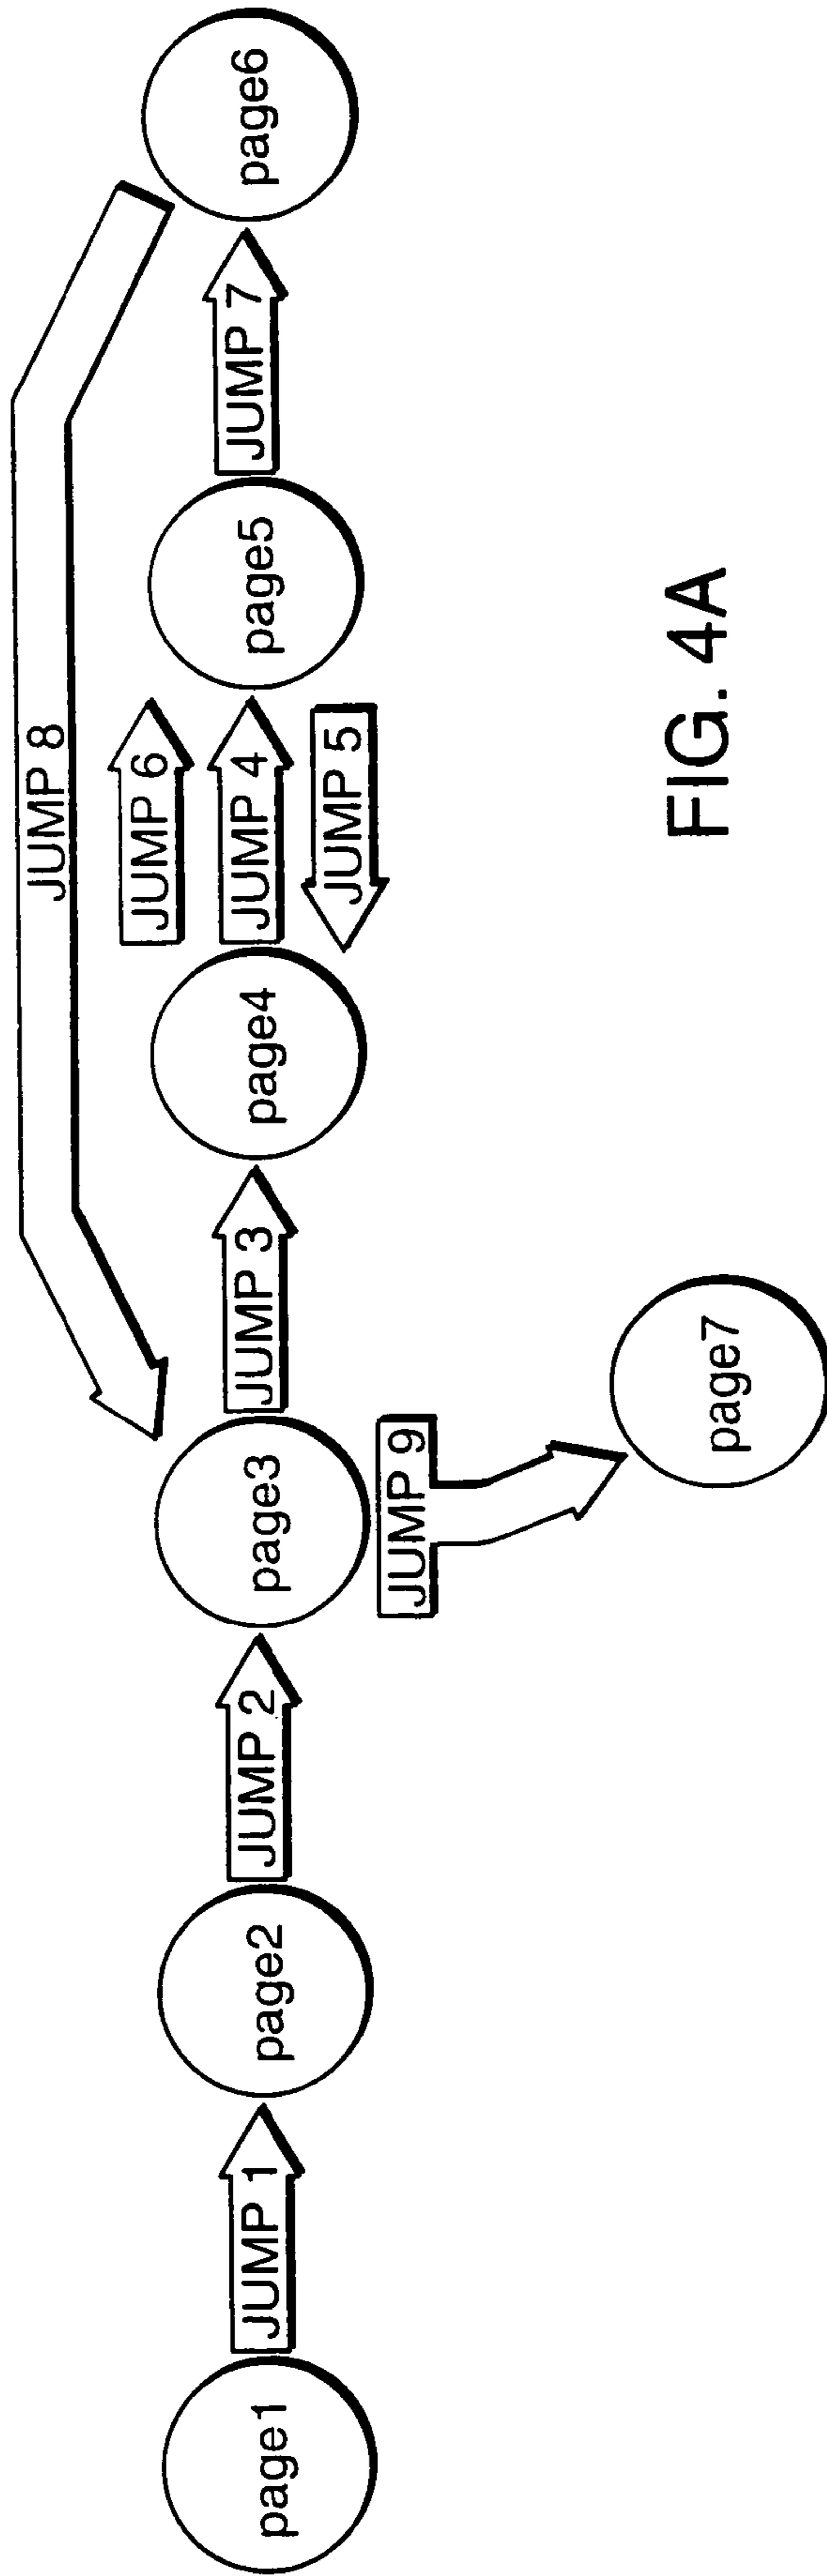 JUMP 8
JUMP 6
page1
JUMP 1
page2
JUMP 2
page3
JUMP 3
page4
JUMP 4
page5
JUMP 7
page6
JUMP 5
JUMP 9
page7
FIG. 4A